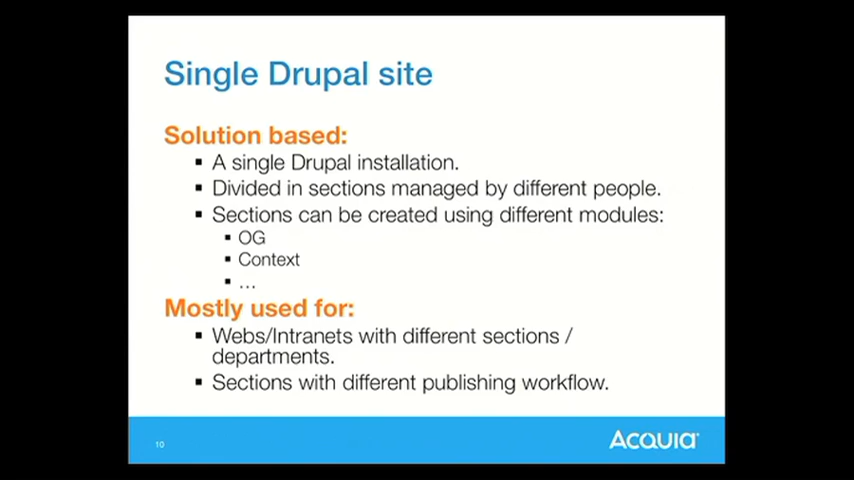 Single Drupal site
Solution based:
▪ A single Drupal installation.
▪ Divided in sections managed by different people.
▪ Sections can be created using different modules:
▪ OG
▪ Context
▪ ...
Mostly used for:
▪ Webs/Intranets with different sections /
departments.
▪ Sections with different publishing workflow.
10
ACQUIA